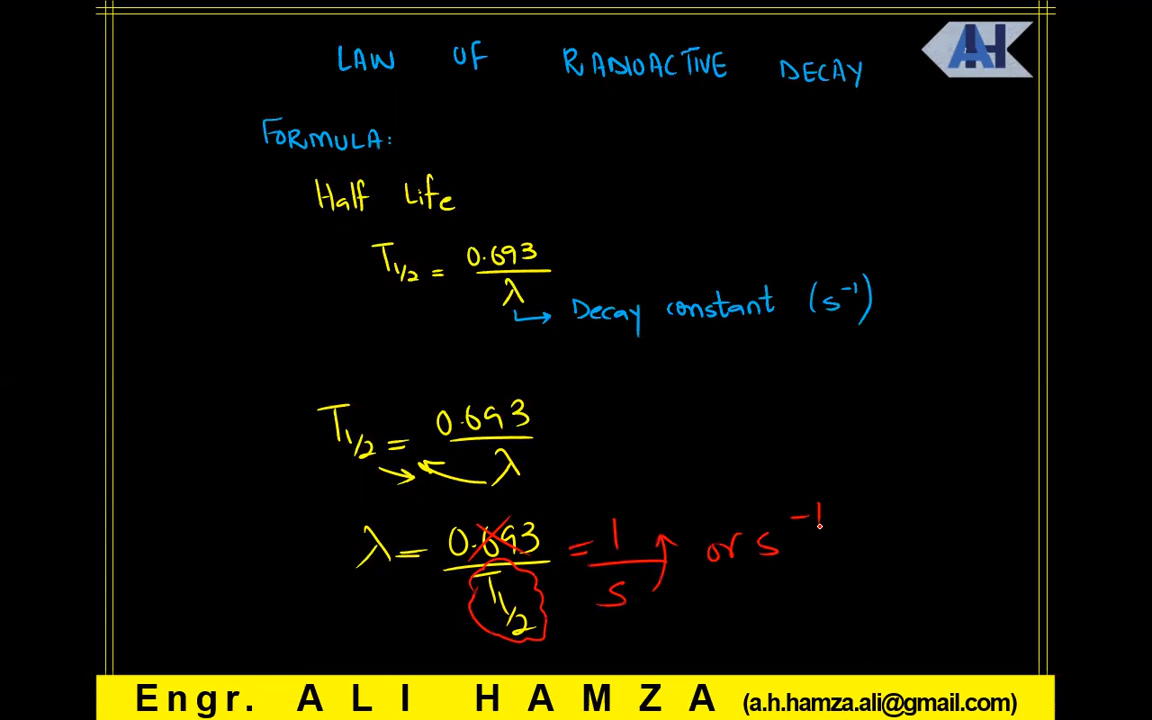 LAW OF RADIOACTIVE DECAY
AH
FORMULA:
Half Life
T1/2 = 0.693/λ
Decay constant (s⁻¹)
T1/2 = 0.693/λ
λ = 0.693/T1/2 = 1/s or s⁻¹
Engr. ALI HAMZA (a.h.hamza.ali@gmail.com)